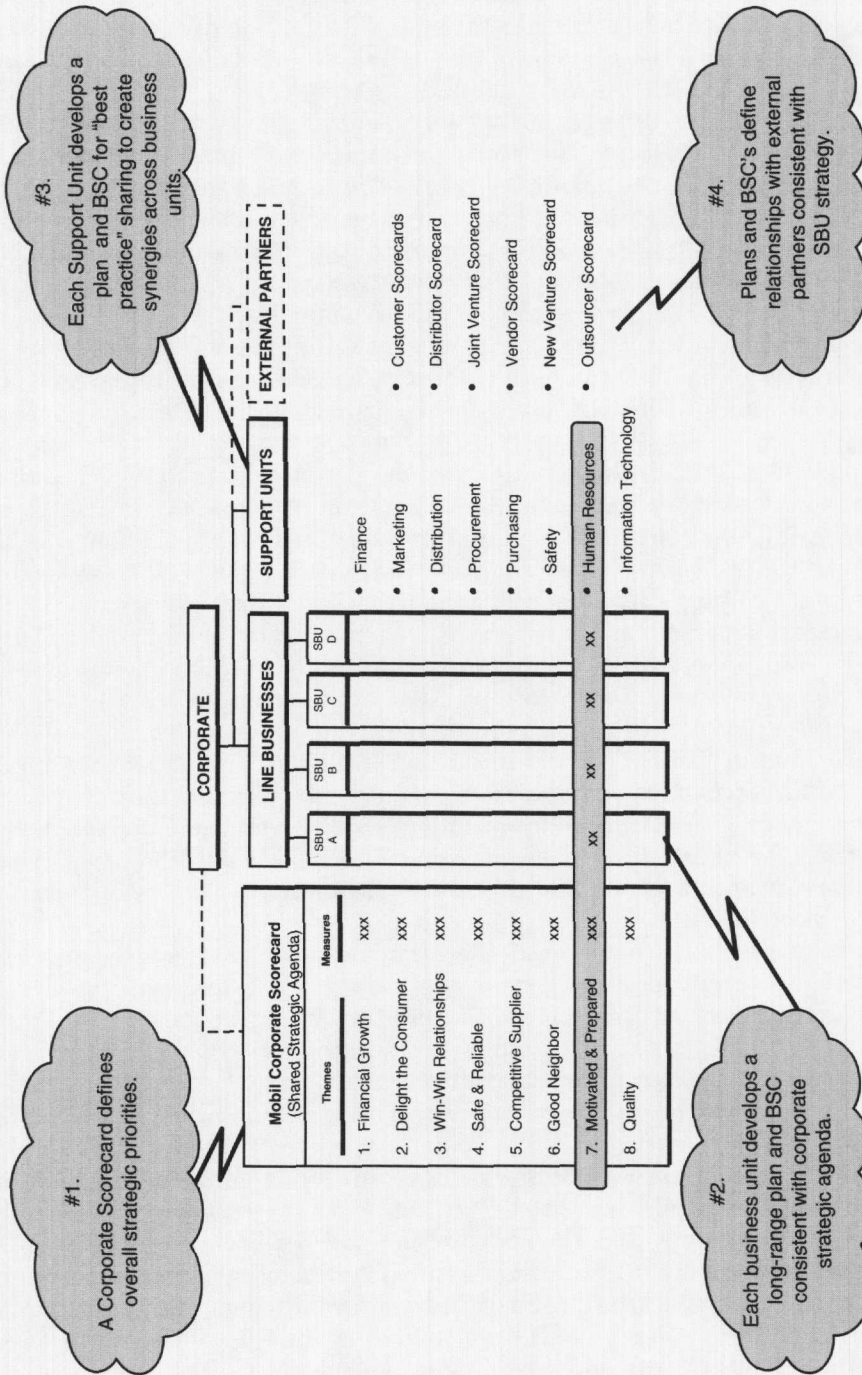 #1.
A Corporate Scorecard defines
overall strategic priorities.
#3.
Each Support Unit develops a
plan and BSC for "best
practice" sharing to create
synergies across business
units.
CORPORATE
LINE BUSINESSES
SUPPORT UNITS
EXTERNAL PARTNERS
Mobil Corporate Scorecard
(Shared Strategic Agenda)
Themes
Measures
SBU
A
SBU
B
SBU
C
SBU
D
1. Financial Growth xxx
2. Delight the Consumer xxx
3. Win-Win Relationships xxx
4. Safe & Reliable xxx
5. Competitive Supplier xxx
6. Good Neighbor xxx
7. Motivated & Prepared xxx xx xx xx xx
8. Quality xxx
• Finance
• Marketing
• Distribution
• Procurement
• Purchasing
• Safety
• Human Resources
• Information Technology
• Customer Scorecards
• Distributor Scorecard
• Joint Venture Scorecard
• Vendor Scorecard
• New Venture Scorecard
• Outsourcer Scorecard
#2.
Each business unit develops a
long-range plan and BSC
consistent with corporate
strategic agenda.
#4.
Plans and BSC's define
relationships with external
partners consistent with
SBU strategy.